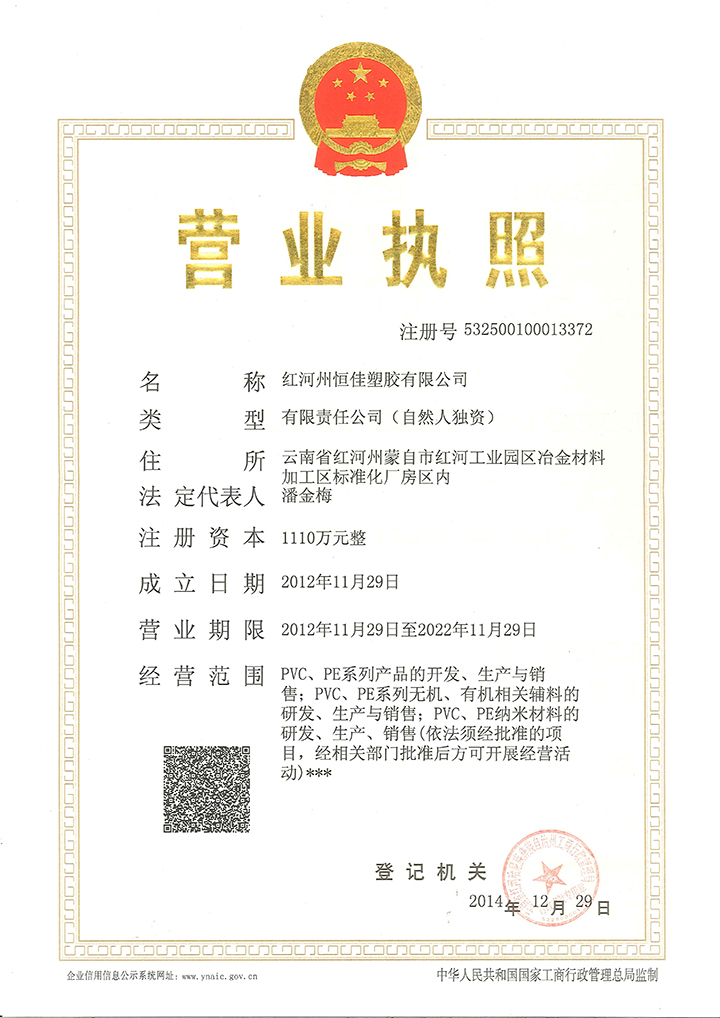 营业执照
注册号 532500100013372
名称 红河州恒佳塑胶有限公司
类型 有限责任公司（自然人独资）
住所 云南省红河州蒙自市红河工业园区冶金材料
加工区标准化厂房区内
法定代表人 潘金梅
注册资本 1110万元整
成立日期 2012年11月29日
营业期限 2012年11月29日至2022年11月29日
经营范围 PVC、PE系列产品的开发、生产与销
售；PVC、PE系列无机、有机相关辅料的
研发、生产与销售；PVC、PE纳米材料的
研发、生产、销售(依法须经批准的项
目，经相关部门批准后方可开展经营活
动)***
登记机关
2014年 12月 29日
企业信用信息公示系统网址：www.ynaic.gov.cn
中华人民共和国国家工商行政管理总局监制